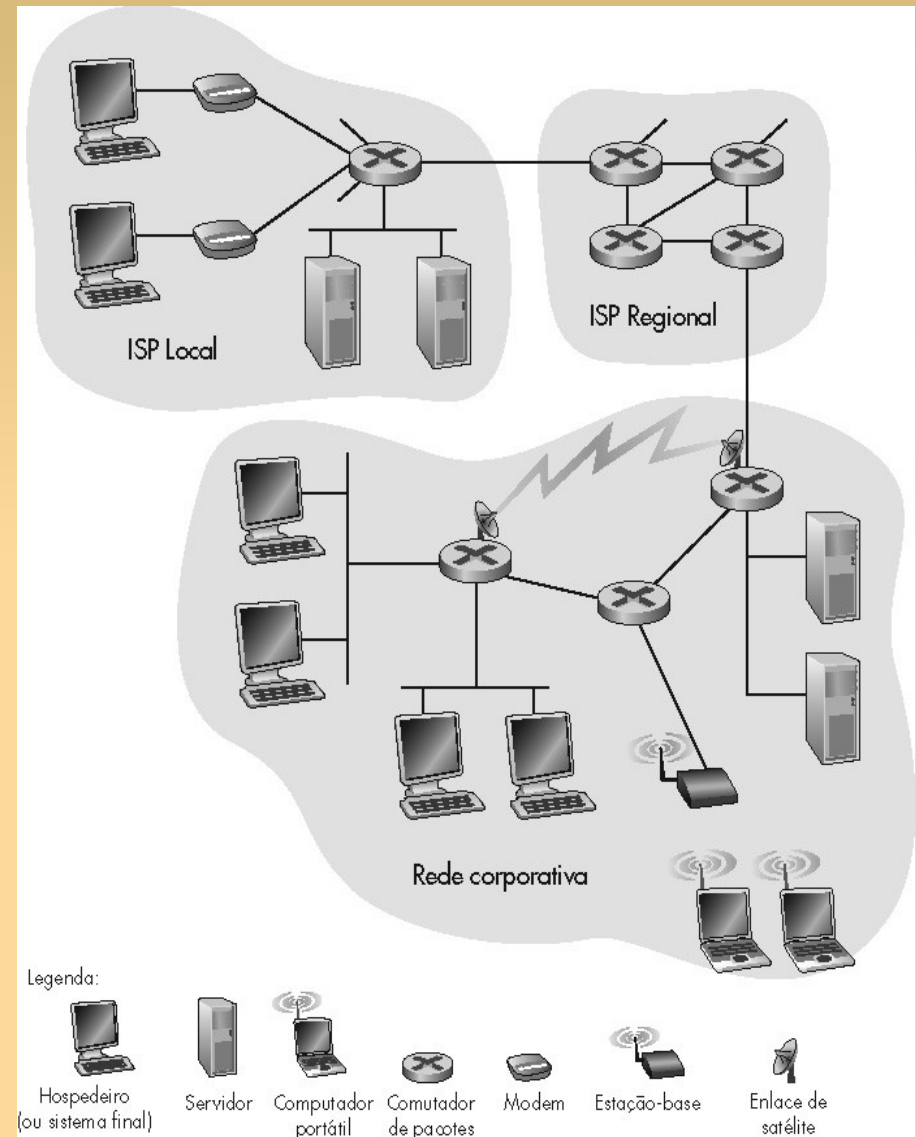 ISP Local
ISP Regional
Rede corporativa
Legenda:
Hospedeiro
(ou sistema final)
Servidor
Computador
portátil
Comutador
de pacotes
Modem
Estação-base
Enlace de
satélite